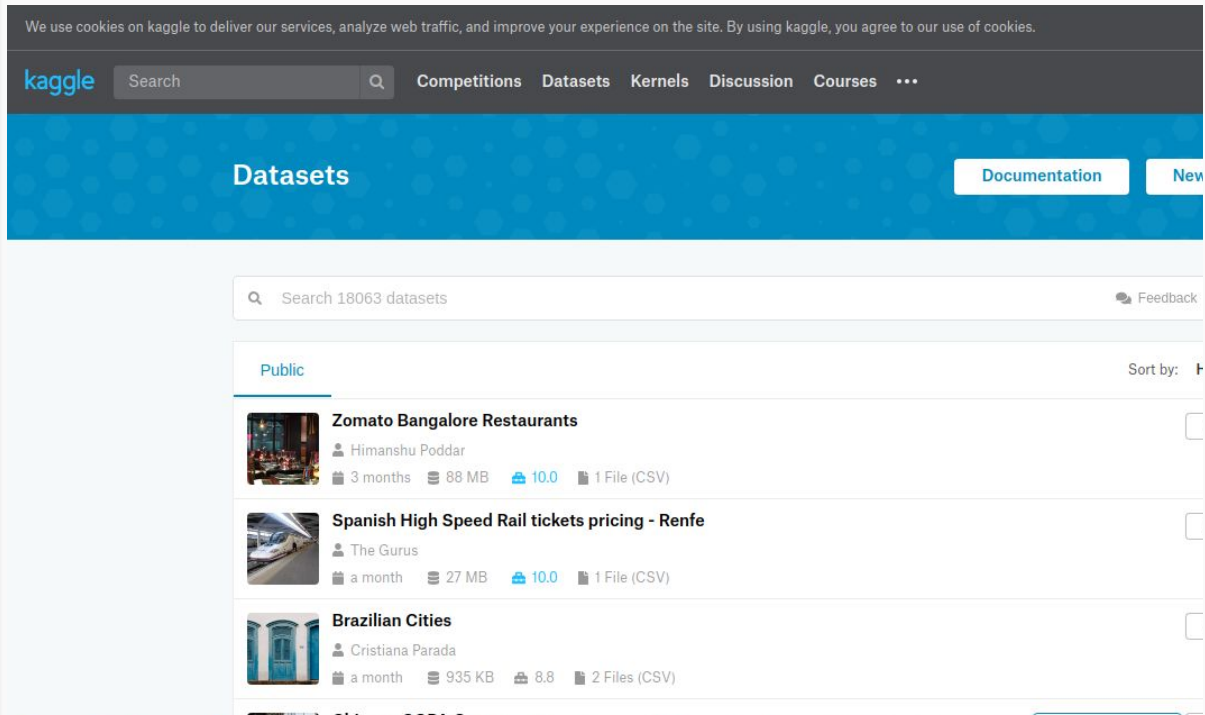 We use cookies on kaggle to deliver our services, analyze web traffic, and improve your experience on the site. By using kaggle, you agree to our use of cookies.
kaggle Search Competitions Datasets Kernels Discussion Courses •••
Datasets Documentation New
Search 18063 datasets Feedback
Public Sort by:
Zomato Bangalore Restaurants
Himanshu Poddar
3 months 88 MB 10.0 1 File (CSV)
Spanish High Speed Rail tickets pricing - Renfe
The Gurus
a month 27 MB 10.0 1 File (CSV)
Brazilian Cities
Cristiana Parada
a month 935 KB 8.8 2 Files (CSV)